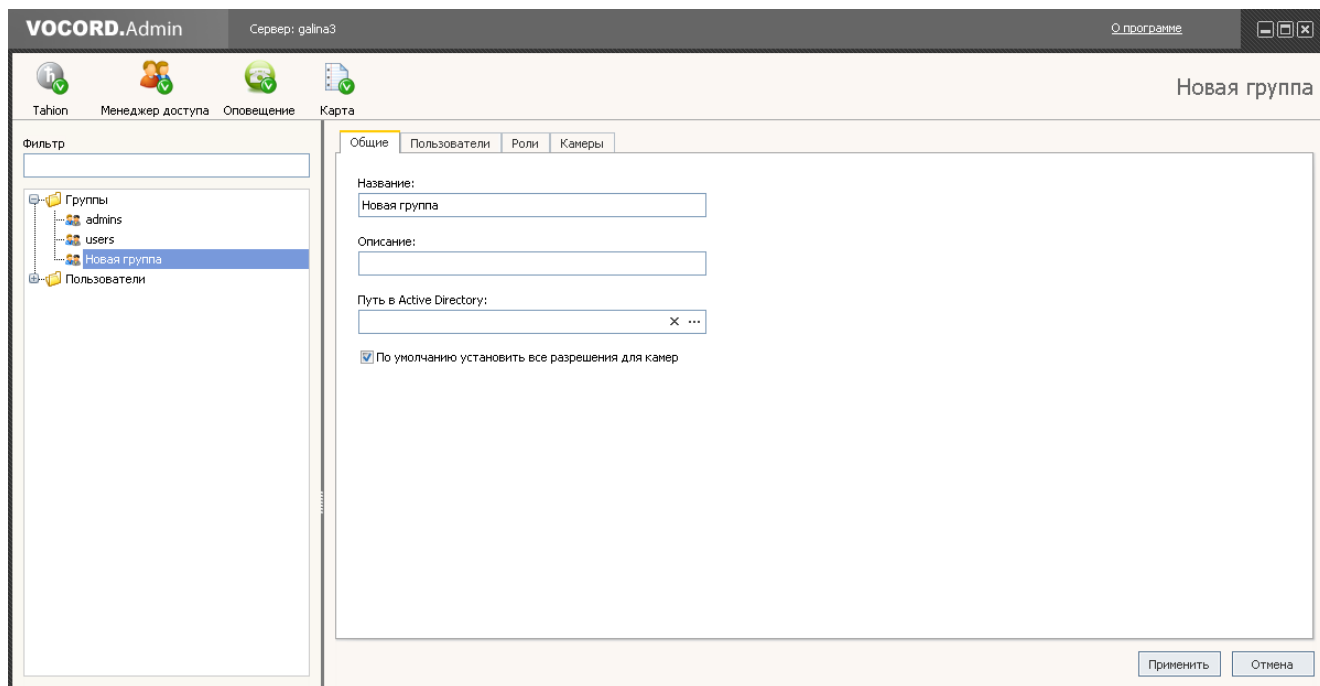 VOCORD.Admin
Сервер: galina3
О программе
Tahion
Менеджер доступа
Оповещение
Карта
Новая группа
Фильтр
Группы
admins
users
Новая группа
Пользователи
Общие
Пользователи
Роли
Камеры
Название:
Новая группа
Описание:
Путь в Active Directory:
По умолчанию установить все разрешения для камер
Применить
Отмена